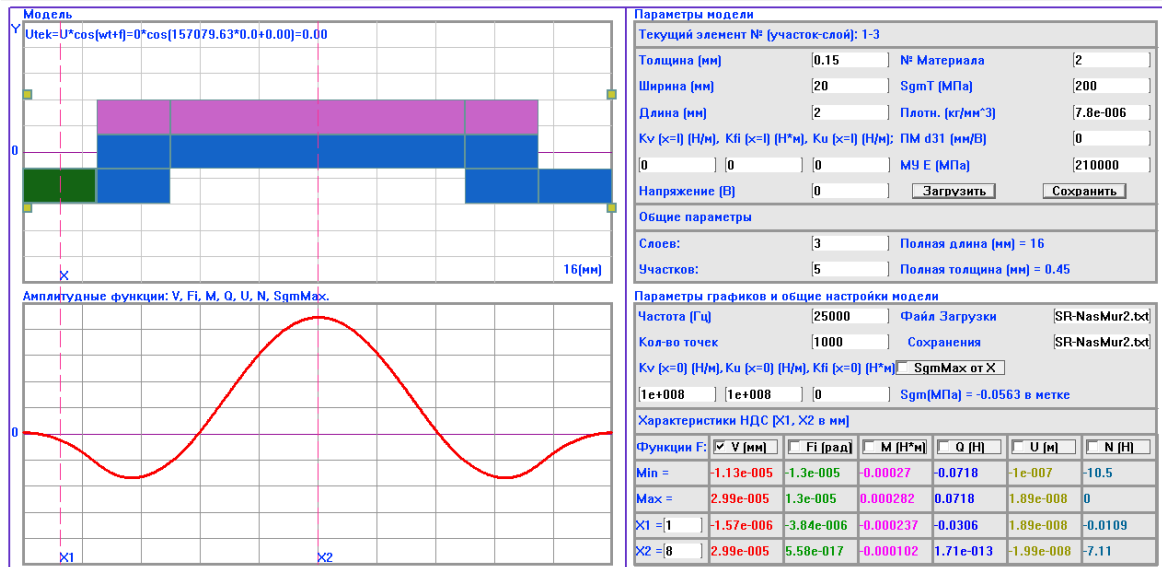 Модель
Y
Utek=U*cos(wt+f)=0*cos(157079.63*0.0+0.00)=0.00
0
X
16(мм)
Амплитудные функции: V, Fi, M, Q, U, N, SgmMax.
0
X1 X2
Параметры модели
Текущий элемент № (участок-слой): 1-3
Толщина (мм) 0.15 № Материала 2
Ширина (мм) 20 SgmT (МПа) 200
Длина (мм) 2 Плотн. (кг/мм^3) 7.8e-006
Kv (x=l) (Н/м), Kfi (x=l) (Н*м), Ku (x=l) (Н/м); ПМ d31 (мм/В) 0
0 0 0 МУ Е (МПа) 210000
Напряжение (В) 0 Загрузить Сохранить
Общие параметры
Слоев: 3 Полная длина (мм) = 16
Участков: 5 Полная толщина (мм) = 0.45
Параметры графиков и общие настройки модели
Частота (Гц) 25000 Файл Загрузки SR-NasMur2.txt
Кол-во точек 1000 Сохранения SR-NasMur2.txt
Kv (x=0) (Н/м), Ku (x=0) (Н/м), Kfi (x=0) (Н*м) SgmMax от X
1e+008 1e+008 0 Sgm(МПа) = -0.0563 в метке
Характеристики НДС [X1, X2 в мм]
Функции F: V (мм) Fi (рад) M (Н*м) Q (Н) U (м) N (Н)
Min = -1.13e-005 -1.3e-005 -0.00027 -0.0718 -1e-007 -10.5
Max = 2.99e-005 1.3e-005 0.000282 0.0718 1.89e-008 0
X1 = 1 -1.57e-006 -3.84e-006 -0.000237 -0.0306 1.89e-008 -0.0109
X2 = 8 2.99e-005 5.58e-017 -0.000102 1.71e-013 -1.99e-008 -7.11